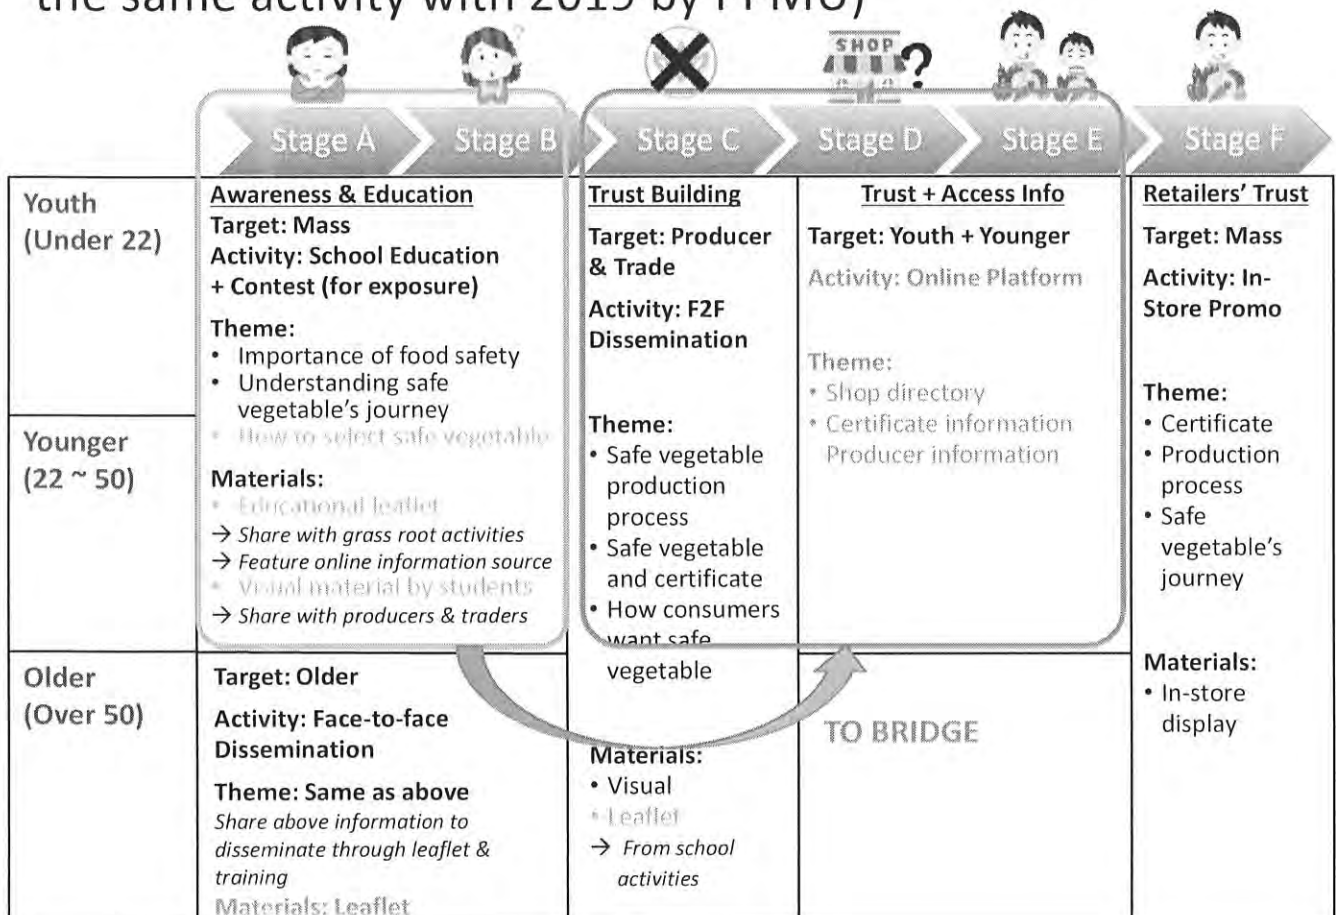 the same activity with 2019 by PPMU)
SHOP
?
Stage A
Stage B
Stage C
Stage D
Stage E
Stage F
Youth
(Under 22)
Awareness & Education
Target: Mass
Activity: School Education
+ Contest (for exposure)
Theme:
• Importance of food safety
• Understanding safe
vegetable's journey
• How to select safe vegetable
Materials:
• Educational leaflet
→ Share with grass root activities
→ Feature online information source
• Visual material by students
→ Share with producers & traders
Trust Building
Target: Producer
& Trade
Activity: F2F
Dissemination
Theme:
• Safe vegetable
production
process
• Safe vegetable
and certificate
• How consumers
want safe
vegetable
Materials:
• Visual
• Leaflet
→ From school
activities
Trust + Access Info
Target: Youth + Younger
Activity: Online Platform
Theme:
• Shop directory
• Certificate information
Producer information
Retailers' Trust
Target: Mass
Activity: In-
Store Promo
Theme:
• Certificate
• Production
process
• Safe
vegetable's
journey
Materials:
• In-store
display
Younger
(22 ~ 50)
Older
(Over 50)
Target: Older
Activity: Face-to-face
Dissemination
Theme: Same as above
Share above information to
disseminate through leaflet &
training
Materials: Leaflet
TO BRIDGE